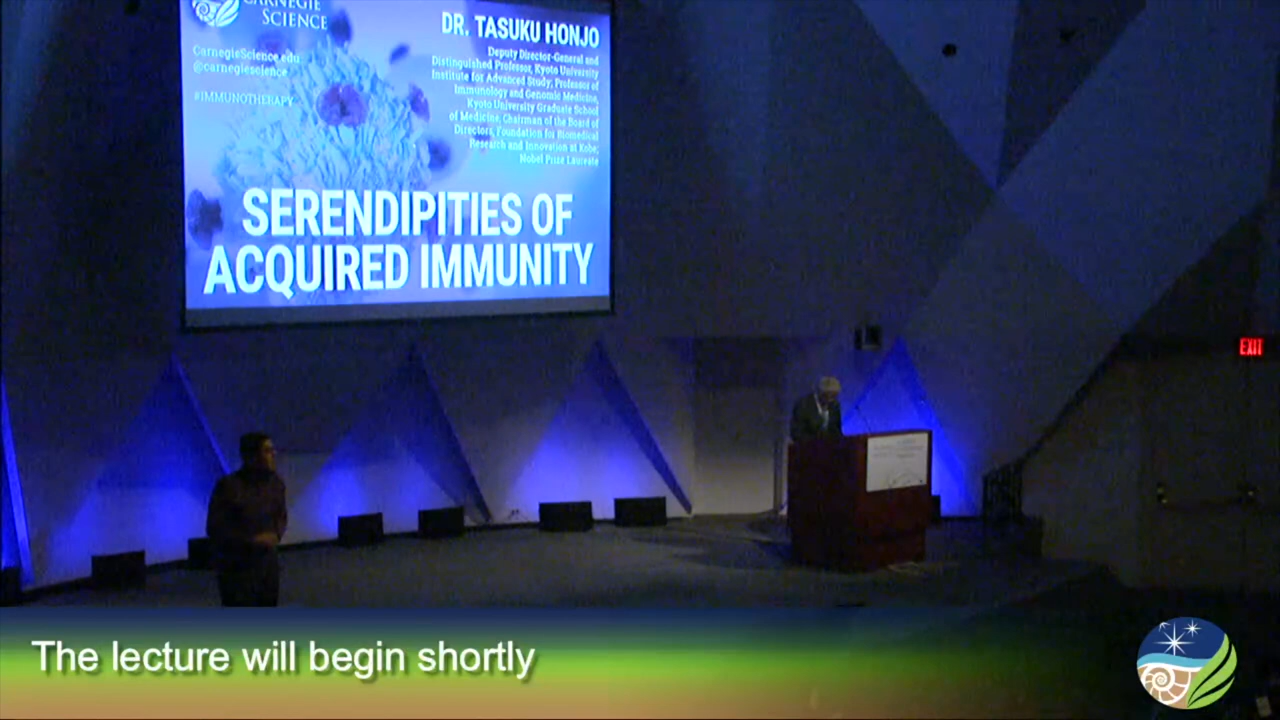 CARNEGIE
SCIENCE
CarnegieScience.edu
@carnegiescience
#IMMUNOTHERAPY
DR. TASUKU HONJO
Deputy Director-General and
Distinguished Professor, Kyoto University
Institute for Advanced Study; Professor of
Immunology and Genomic Medicine,
Kyoto University Graduate School
of Medicine, Chairman of the Board of
Directors, Foundation for Biomedical
Research and Innovation at Kobe;
Nobel Prize Laureate
SERENDIPITIES OF
ACQUIRED IMMUNITY
EXIT
The lecture will begin shortly